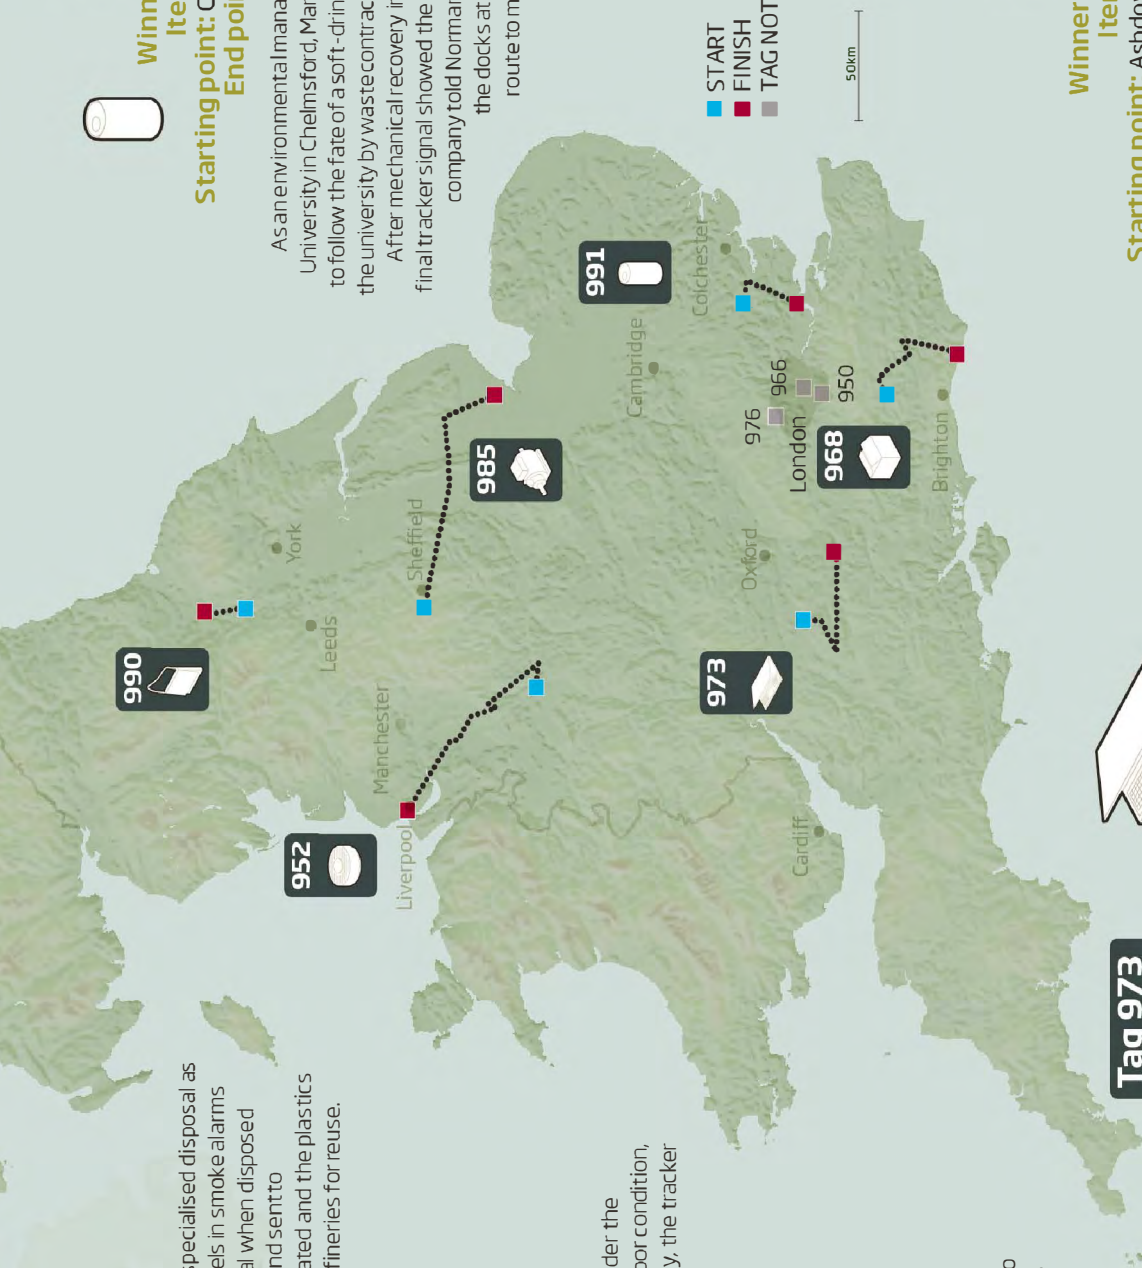 Winn
Ite
Starting point: C
End poi
As an environmental mana
University in Chelmsford, Mar
to follow the fate of a soft-drin
the university by waste contrac
After mechanical recovery i
final tracker signal showed the
company told Norman
the docks at
route to m
START
FINISH
TAG NOT
50km
Winner
Ite
Starting point: Ashdo
990
York
Leeds
952
Manchester
Liverpool
Sheffield
985
991
Cambridge
Colchester
976
966
950
London
968
Brighton
Oxford
973
Cardiff
Tag 973
specialised disposal as
els in smoke alarms
al when disposed
nd sent to
ated and the plastics
fineries for reuse.
der the
oor condition,
y, the tracker